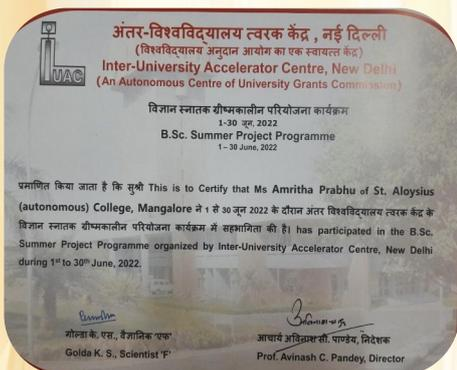 अंतर-विश्वविद्यालय त्वरक केंद्र , नई दिल्ली
(विश्वविद्यालय अनुदान आयोग का एक स्वायत्त केंद्र)
IUAC
Inter-University Accelerator Centre, New Delhi
(An Autonomous Centre of University Grants Commission)
विज्ञान स्नातक ग्रीष्मकालीन परियोजना कार्यक्रम
1-30 जून, 2022
B.Sc. Summer Project Programme
1 – 30 June, 2022
प्रमाणित किया जाता है कि सुश्री This is to Certify that Ms Amritha Prabhu of St. Aloysius
(autonomous) College, Mangalore ने 1 से 30 जून 2022 के दौरान अंतर विश्वविद्यालय त्वरक केंद्र के
विज्ञान स्नातक ग्रीष्मकालीन परियोजना कार्यक्रम में सहभागिता की है। has participated in the B.Sc.
Summer Project Programme organized by Inter-University Accelerator Centre, New Delhi
during 1st to 30th June, 2022.
गोल्डा के. एस., वैज्ञानिक 'एफ'
Golda K. S., Scientist 'F'
आचार्य अविनाश सी. पाण्डेय, निदेशक
Prof. Avinash C. Pandey, Director